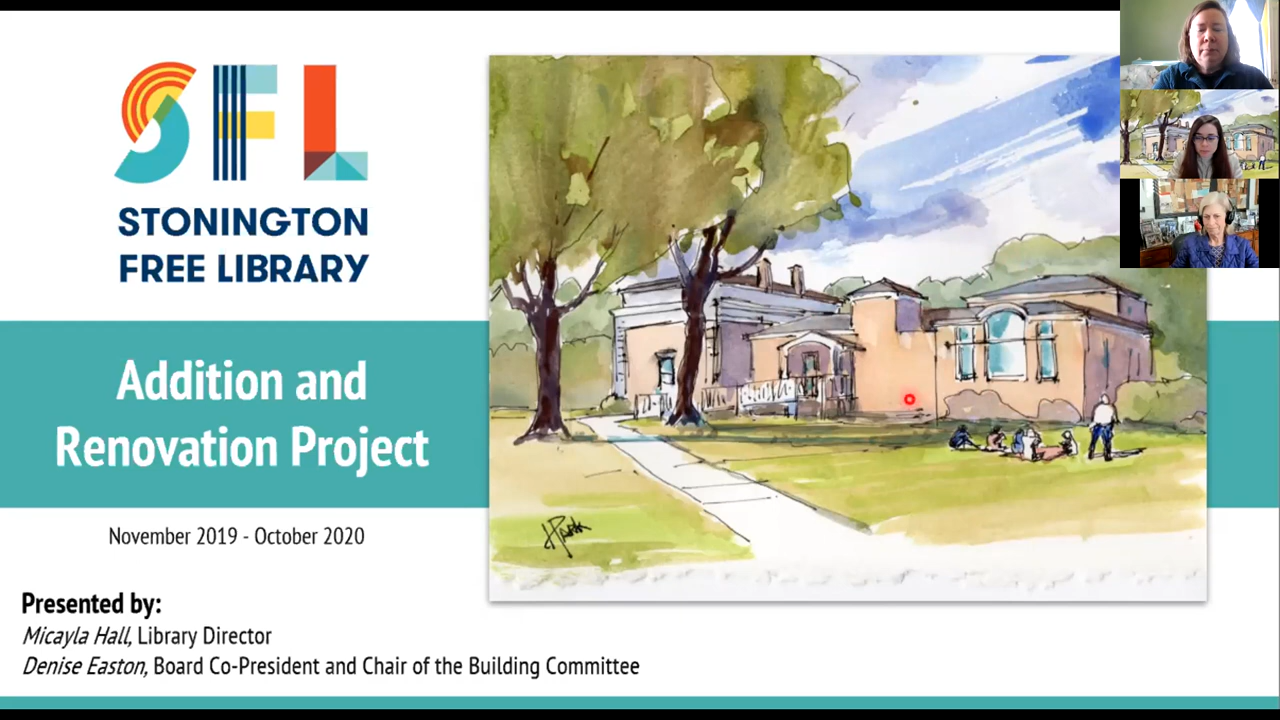 SFL
STONINGTON
FREE LIBRARY
Addition and
Renovation Project
November 2019 - October 2020
Presented by:
Micayla Hall, Library Director
Denise Easton, Board Co-President and Chair of the Building Committee